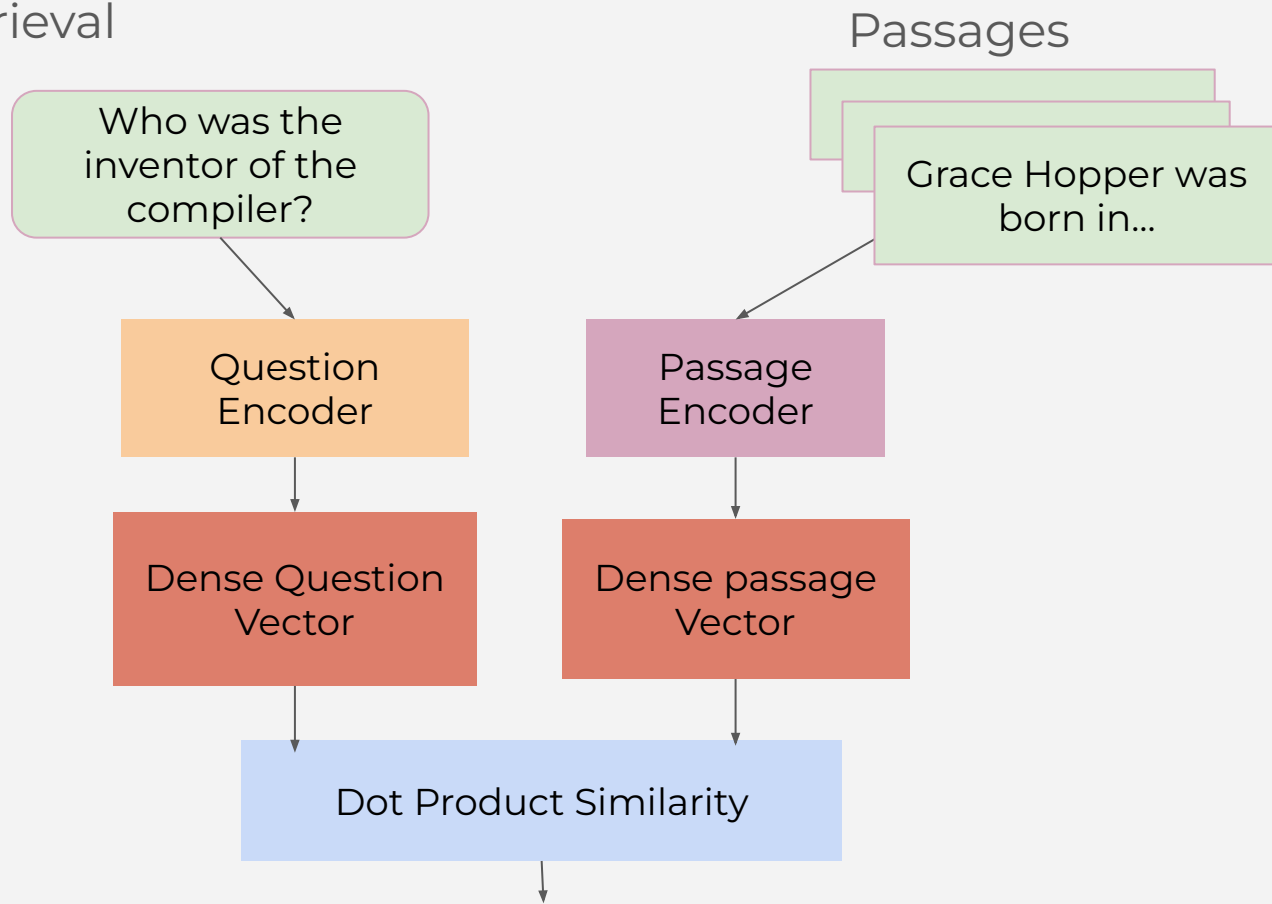 rieval
Passages
Who was the
inventor of the
compiler?
Grace Hopper was
born in...
Question
Encoder
Passage
Encoder
Dense Question
Vector
Dense passage
Vector
Dot Product Similarity